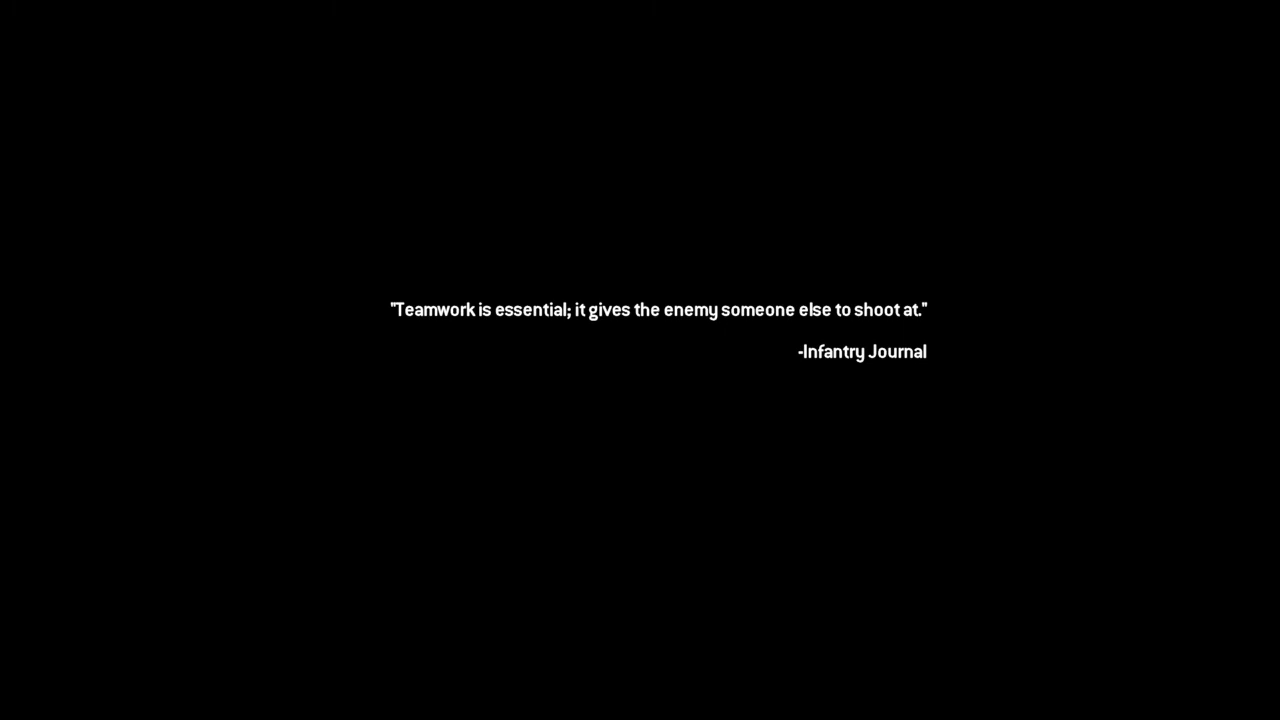 "Teamwork is essential; it gives the enemy someone else to shoot at."
-Infantry Journal